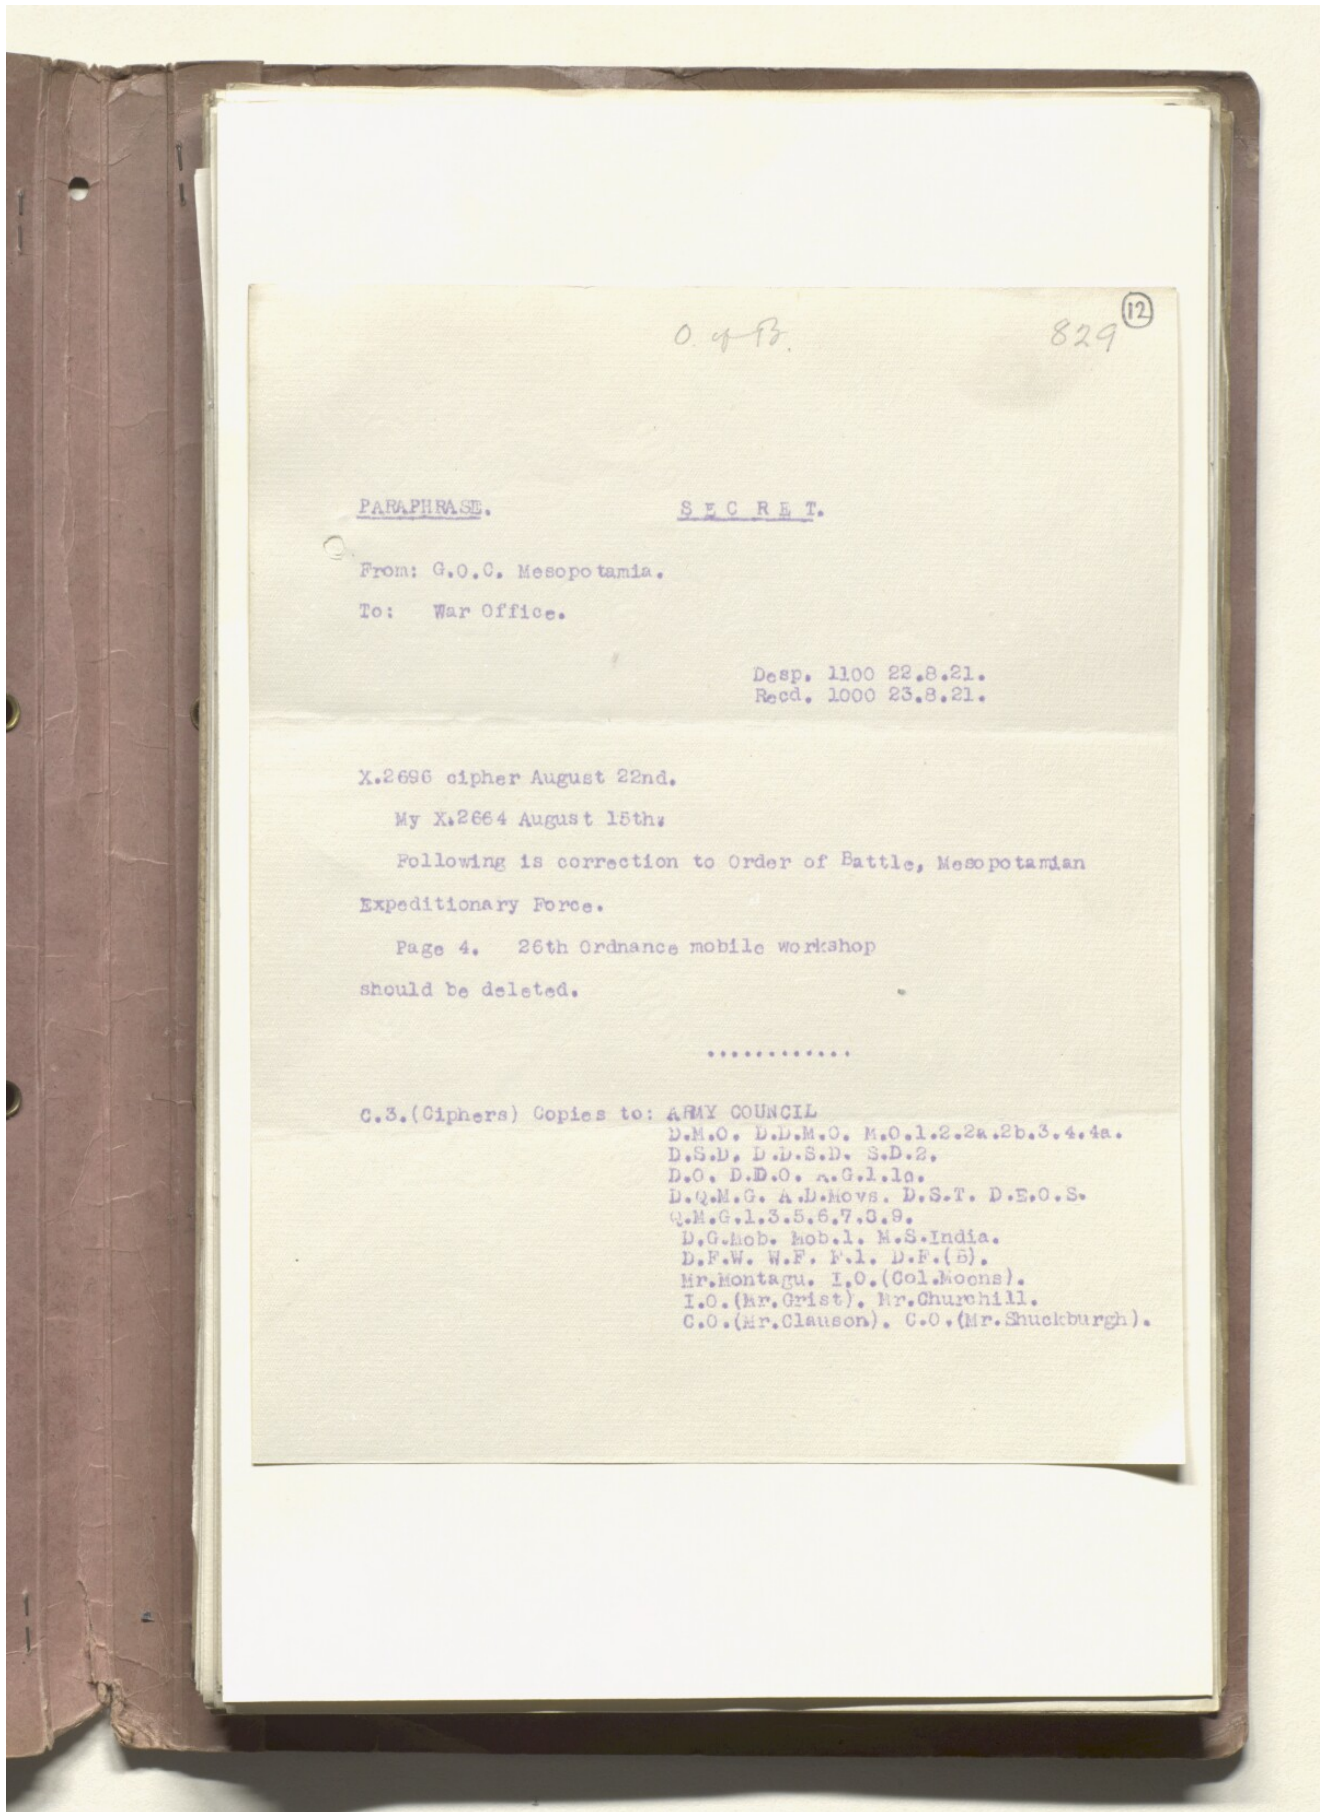 12
O. of B.
829
PARAPHRASE. S E C R E T.
From: G.O.C. Mesopotamia.
To: War Office.
Desp. 1100 22.8.21.
Recd. 1000 23.8.21.
X.2696 cipher August 22nd.
My X.2664 August 15th.
Following is correction to Order of Battle, Mesopotamian
Expeditionary Force.
Page 4. 26th Ordnance mobile workshop
should be deleted.
............
C.3.(Ciphers) Copies to: ARMY COUNCIL
D.M.O. D.D.M.O. M.O.1.2.2a.2b.3.4.4a.
D.S.D. D.D.S.D. S.D.2.
D.O. D.D.O. A.G.1.1c.
D.Q.M.G. A.D.Movs. D.S.T. D.E.O.S.
Q.M.G.1.3.5.6.7.8.9.
D.G.Mob. Mob.1. M.S.India.
D.F.W. W.F. F.1. D.F.(B).
Mr.Montagu. I.O.(Col.Moens).
I.O.(Mr.Grist). Mr.Churchill.
C.O.(Mr.Clauson). C.O.(Mr.Shuckburgh).